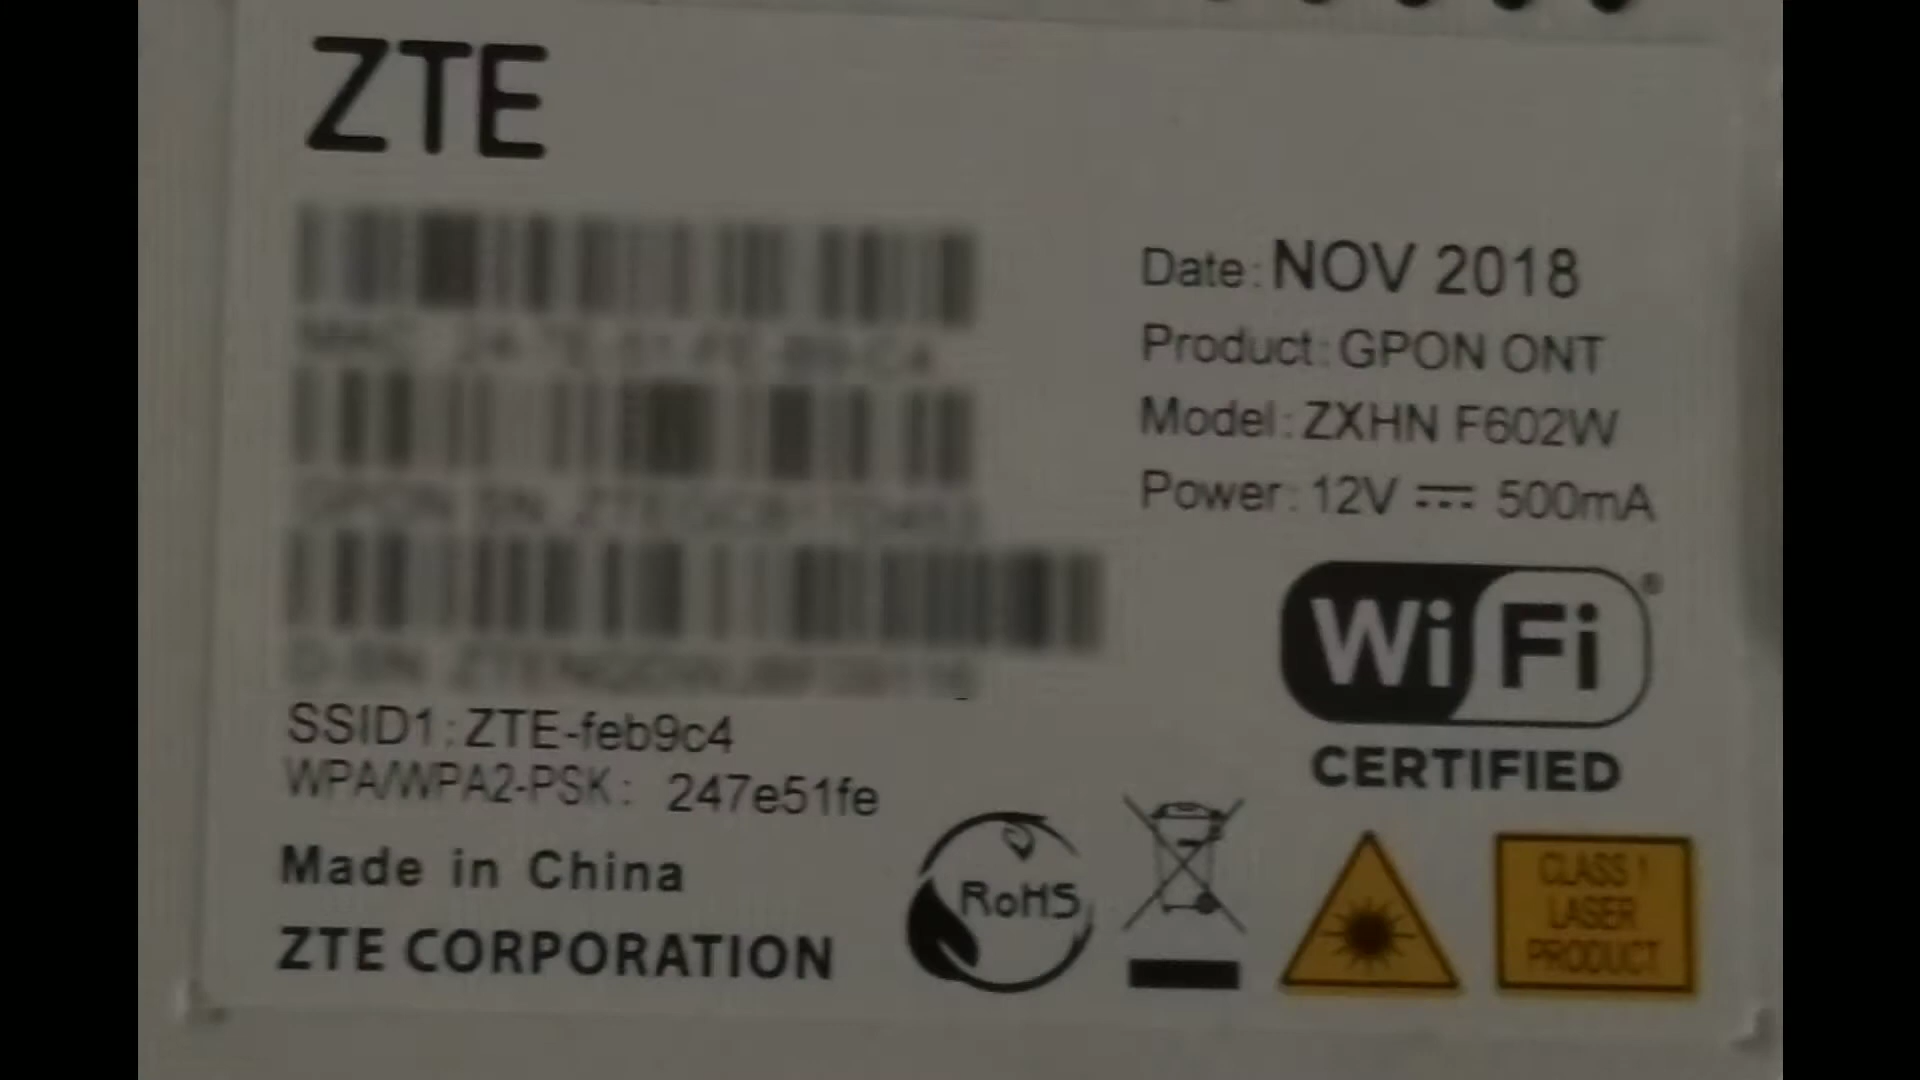 ZTE
Date: NOV 2018
Product: GPON ONT
Model: ZXHN F602W
Power: 12V ⎓ 500mA
WiFi®
CERTIFIED
SSID1: ZTE-feb9c4
WPA/WPA2-PSK: 247e51fe
Made in China
ZTE CORPORATION
RoHS
CLASS 1
LASER
PRODUCT